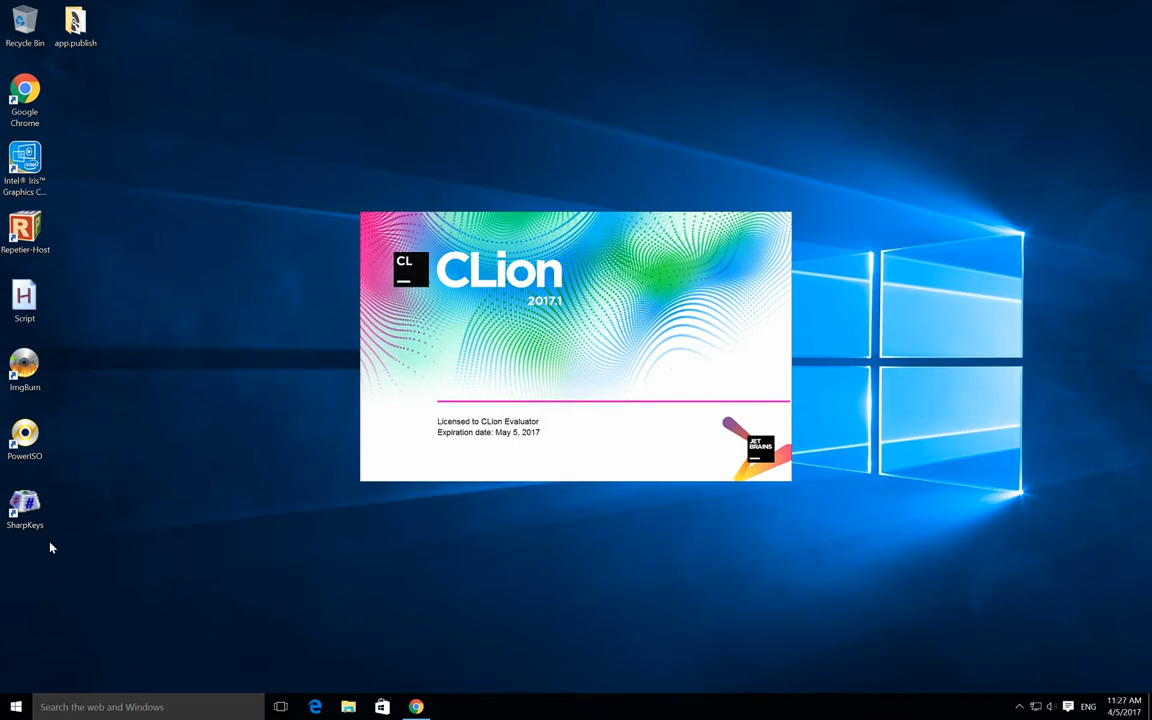 Recycle Bin
app.publish
Google
Chrome
Intel® Iris™
Graphics C...
Repetier-Host
H
Script
ImgBurn
PowerISO
#
SharpKeys
CL
CLion
2017.1
Licensed to CLion Evaluator
Expiration date: May 5, 2017
JET
BRAINS
Search the web and Windows
ENG
11:27 AM
4/5/2017